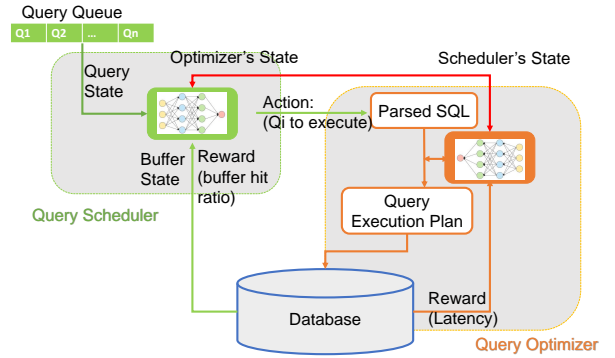 Query Queue
Q1 Q2 ... Qn
Optimizer's State
Scheduler's State
Query
State
Action:
(Qi to execute)
Parsed SQL
Buffer
State
Reward
(buffer hit
ratio)
Query Scheduler
Query
Execution Plan
Database
Reward
(Latency)
Query Optimizer